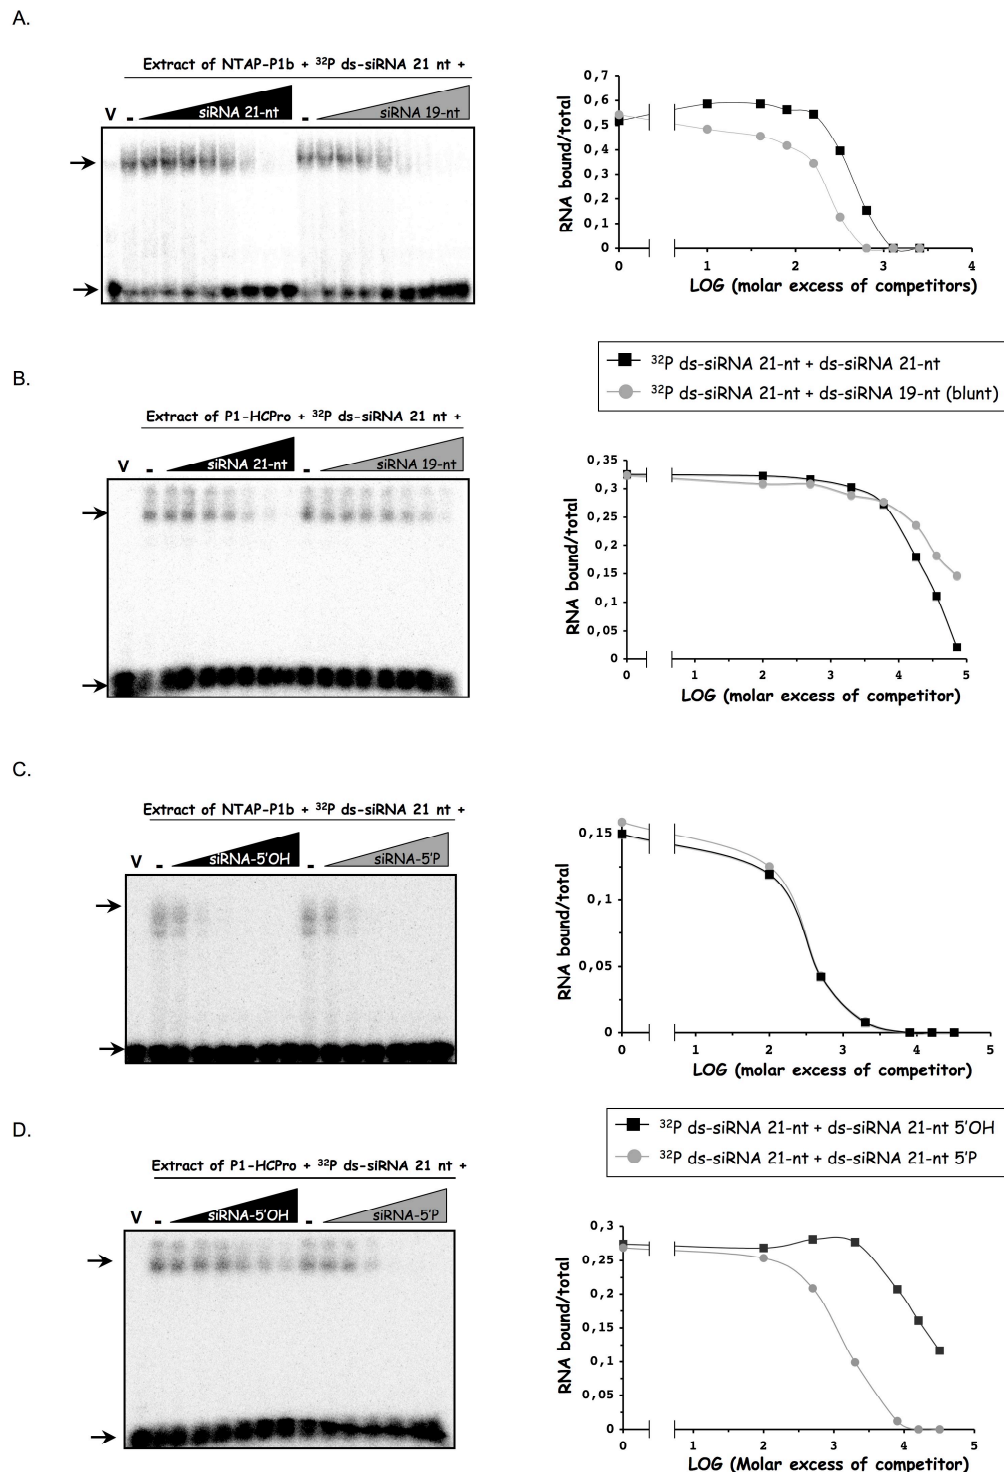 A.
Extract of NTAP-P1b + ³²P ds-siRNA 21 nt +
V - siRNA 21-nt - siRNA 19-nt
RNA bound/total
0,7
0,6
0,5
0,4
0,3
0,2
0,1
0
0 1 2 3 4
LOG (molar excess of competitors)
³²P ds-siRNA 21-nt + ds-siRNA 21-nt
³²P ds-siRNA 21-nt + ds-siRNA 19-nt (blunt)
B.
Extract of P1-HCPro + ³²P ds-siRNA 21 nt +
V - siRNA 21-nt - siRNA 19-nt
RNA bound/total
0,35
0,3
0,25
0,2
0,15
0,1
0,05
0
0 1 2 3 4 5
LOG (molar excess of competitor)
C.
Extract of NTAP-P1b + ³²P ds-siRNA 21 nt +
V - siRNA-5'OH - siRNA-5'P
RNA bound/total
0,15
0,1
0,05
0
0 1 2 3 4 5
LOG (molar excess of competitor)
³²P ds-siRNA 21-nt + ds-siRNA 21-nt 5'OH
³²P ds-siRNA 21-nt + ds-siRNA 21-nt 5'P
D.
Extract of P1-HCPro + ³²P ds-siRNA 21 nt +
V - siRNA-5'OH - siRNA-5'P
RNA bound/total
0,3
0,25
0,2
0,15
0,1
0,05
0
0 1 2 3 4 5
LOG (Molar excess of competitor)